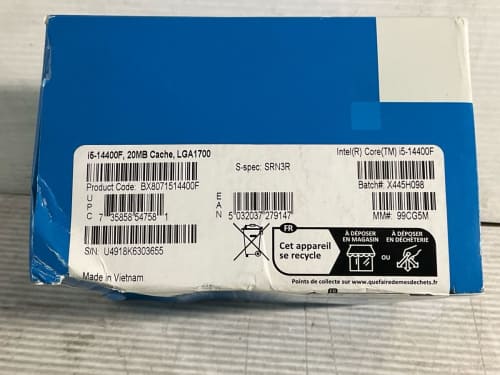 i5-14400F, 20MB Cache, LGA1700
Intel(R) Core(TM) i5-14400F
S-spec: SRN3R
Product Code: BX8071514400F
Batch#: X445H098
UPC 7 35858 54758 1
EAN 5 032037 279147
MM#: 99CG5M
S/N: U4918K6303655
FR
Cet appareil
se recycle
À DÉPOSER
EN MAGASIN
OU
À DÉPOSER
EN DÉCHÈTERIE
Made in Vietnam
Points de collecte sur www.quefairedemesdechets.fr
FR